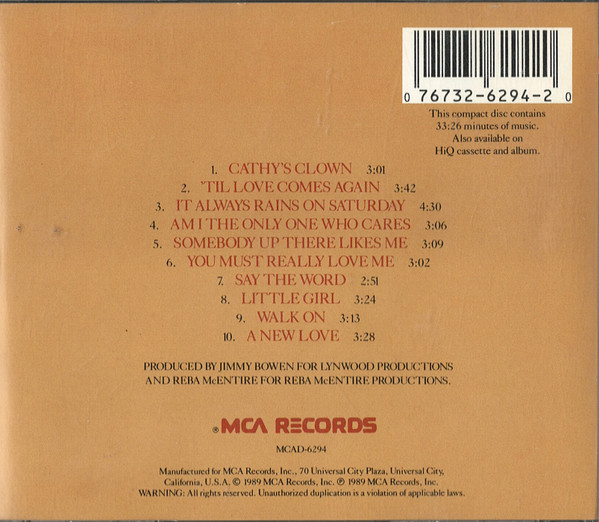 0 76732-6294-2 0
This compact disc contains
33:26 minutes of music.
Also available on
HiQ cassette and album.
1. CATHY'S CLOWN 3:01
2. 'TIL LOVE COMES AGAIN 3:42
3. IT ALWAYS RAINS ON SATURDAY 4:30
4. AM I THE ONLY ONE WHO CARES 3:06
5. SOMEBODY UP THERE LIKES ME 3:09
6. YOU MUST REALLY LOVE ME 3:02
7. SAY THE WORD 2:51
8. LITTLE GIRL 3:24
9. WALK ON 3:13
10. A NEW LOVE 3:28
PRODUCED BY JIMMY BOWEN FOR LYNWOOD PRODUCTIONS
AND REBA McENTIRE FOR REBA McENTIRE PRODUCTIONS.
®MCA RECORDS
MCAD-6294
Manufactured for MCA Records, Inc., 70 Universal City Plaza, Universal City,
California, U.S.A. © 1989 MCA Records, Inc. ℗ 1989 MCA Records, Inc.
WARNING: All rights reserved. Unauthorized duplication is a violation of applicable laws.